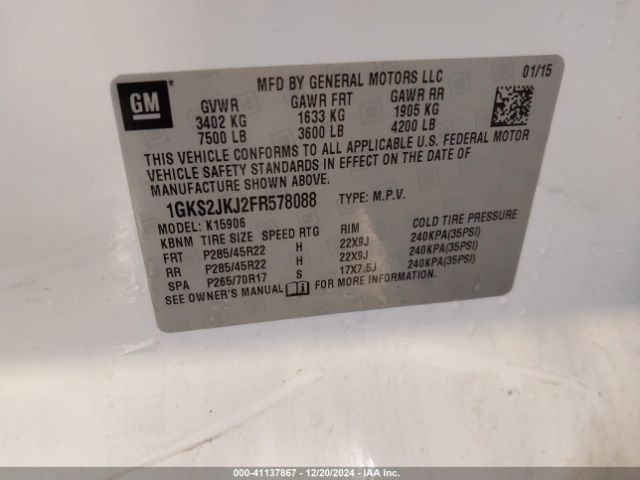 GM
MFD BY GENERAL MOTORS LLC 01/15
GVWR GAWR FRT GAWR RR
3402 KG 1633 KG 1905 KG
7500 LB 3600 LB 4200 LB
THIS VEHICLE CONFORMS TO ALL APPLICABLE U.S. FEDERAL MOTOR
VEHICLE SAFETY STANDARDS IN EFFECT ON THE DATE OF
MANUFACTURE SHOWN ABOVE.
1GKS2JKJ2FR578088 TYPE: M.P.V.
MODEL: K15906
KBNM TIRE SIZE SPEED RTG RIM COLD TIRE PRESSURE
FRT P285/45R22 H 22X9J 240KPA(35PSI)
RR P285/45R22 H 22X9J 240KPA(35PSI)
SPA P265/70R17 S 17X7.5J 240KPA(35PSI)
SEE OWNER'S MANUAL FOR MORE INFORMATION.
000-41137867 - 12/20/2024 - IAAI.COM